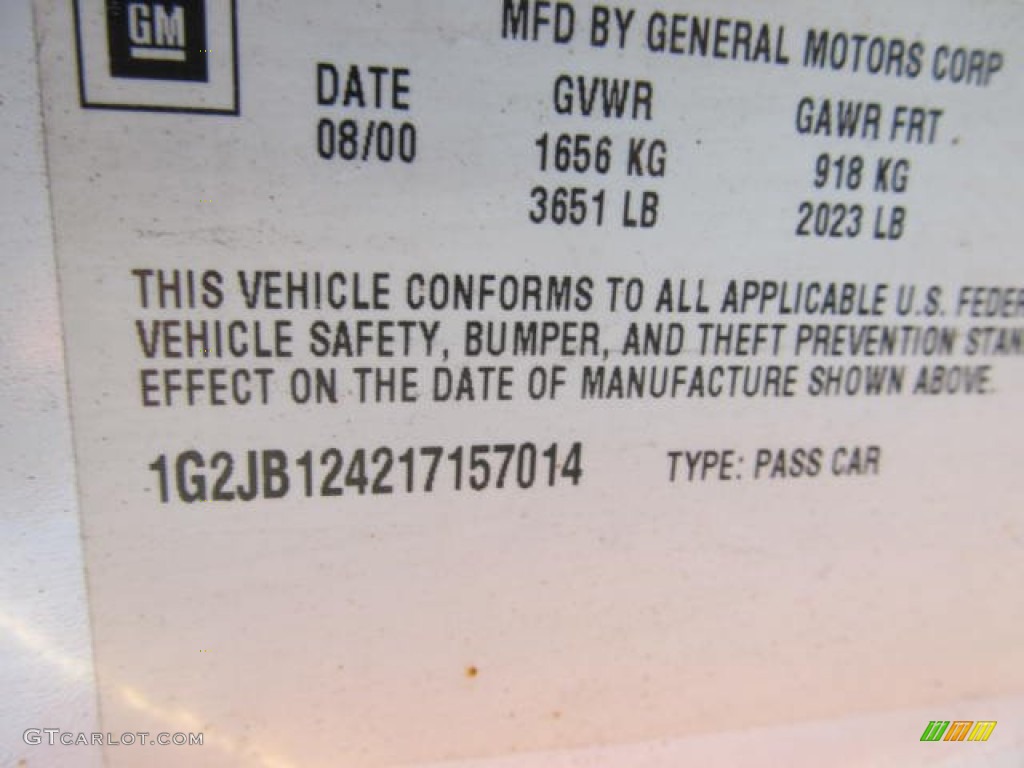 GM
MFD BY GENERAL MOTORS CORP
DATE GVWR GAWR FRT
08/00 1656 KG 918 KG
3651 LB 2023 LB
THIS VEHICLE CONFORMS TO ALL APPLICABLE U.S. FEDER
VEHICLE SAFETY, BUMPER, AND THEFT PREVENTION STAN
EFFECT ON THE DATE OF MANUFACTURE SHOWN ABOVE.
1G2JB124217157014 TYPE: PASS CAR
GTCARLOT.COM